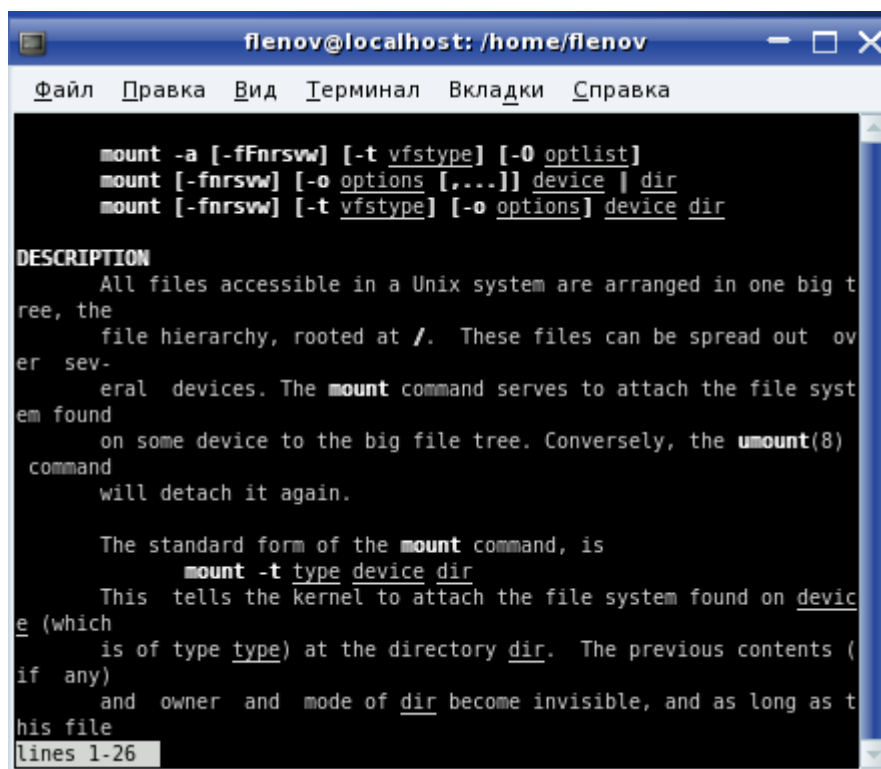 flenov@localhost: /home/flenov
Файл Правка Вид Терминал Вкладки Справка
mount -a [-fFnrsvw] [-t vfstype] [-O optlist]
mount [-fnrsvw] [-o options [,...]] device | dir
mount [-fnrsvw] [-t vfstype] [-o options] device dir
DESCRIPTION
All files accessible in a Unix system are arranged in one big t
ree, the
file hierarchy, rooted at /. These files can be spread out ov
er sev-
eral devices. The mount command serves to attach the file syst
em found
on some device to the big file tree. Conversely, the umount(8)
command
will detach it again.
The standard form of the mount command, is
mount -t type device dir
This tells the kernel to attach the file system found on devic
e (which
is of type type) at the directory dir. The previous contents (
if any)
and owner and mode of dir become invisible, and as long as t
his file
lines 1-26